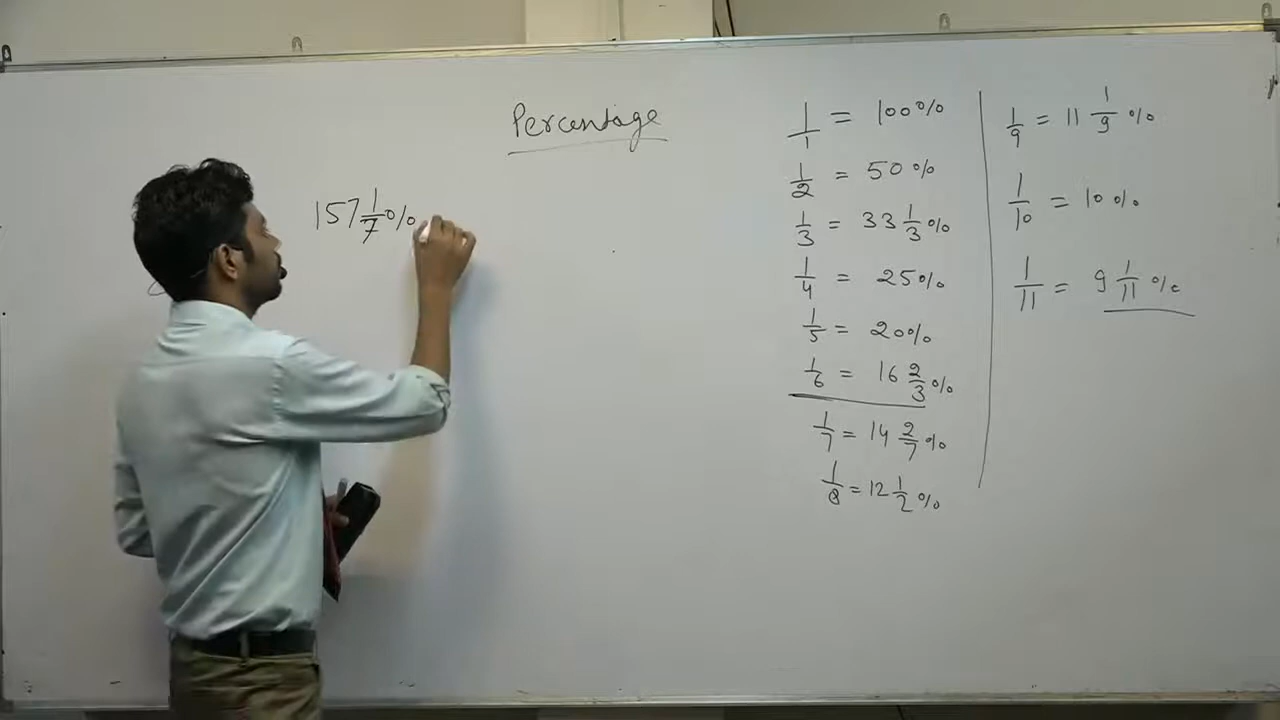 Percentage
157 1/7 %
1/1 = 100%
1/2 = 50%
1/3 = 33 1/3 %
1/4 = 25%
1/5 = 20%
1/6 = 16 2/3 %
1/7 = 14 2/7 %
1/8 = 12 1/2 %
1/9 = 11 1/9 %
1/10 = 10%
1/11 = 9 1/11 %